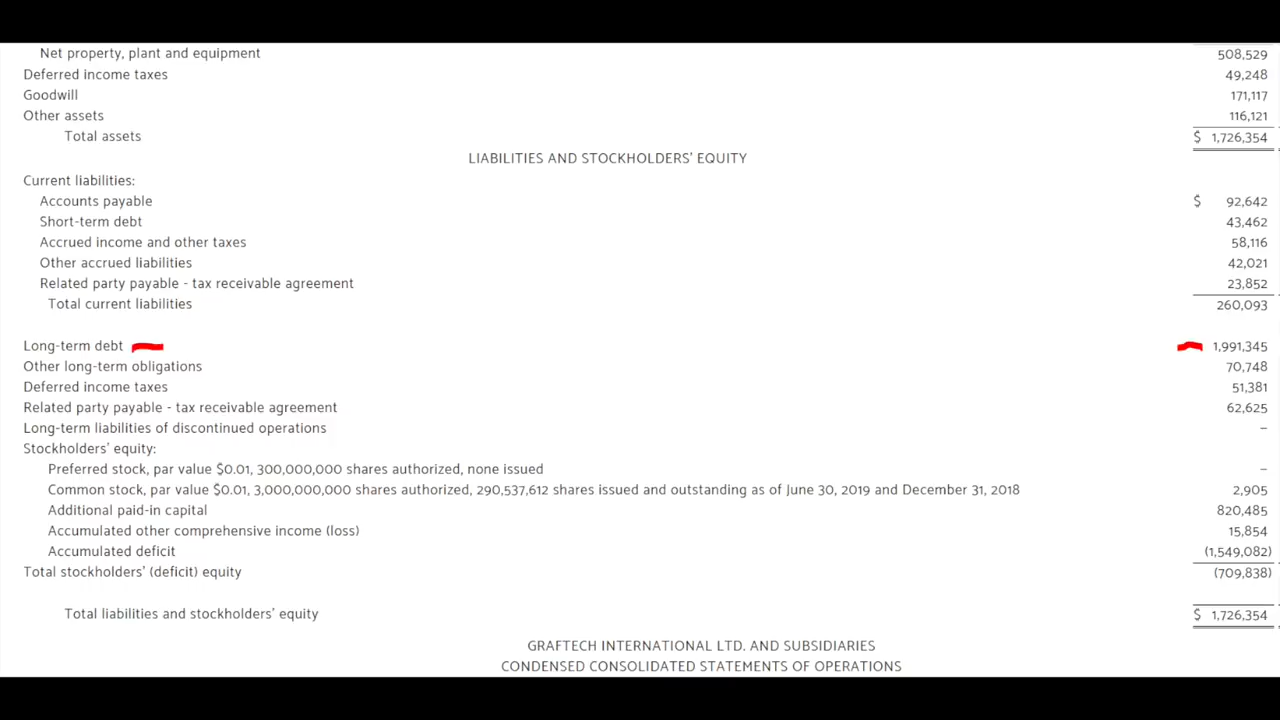 Net property, plant and equipment 508,529
Deferred income taxes 49,248
Goodwill 171,117
Other assets 116,121
Total assets $ 1,726,354
LIABILITIES AND STOCKHOLDERS' EQUITY
Current liabilities:
Accounts payable $ 92,642
Short-term debt 43,462
Accrued income and other taxes 58,116
Other accrued liabilities 42,021
Related party payable - tax receivable agreement 23,852
Total current liabilities 260,093
Long-term debt 1,991,345
Other long-term obligations 70,748
Deferred income taxes 51,381
Related party payable - tax receivable agreement 62,625
Long-term liabilities of discontinued operations –
Stockholders' equity:
Preferred stock, par value $0.01, 300,000,000 shares authorized, none issued –
Common stock, par value $0.01, 3,000,000,000 shares authorized, 290,537,612 shares issued and outstanding as of June 30, 2019 and December 31, 2018 2,905
Additional paid-in capital 820,485
Accumulated other comprehensive income (loss) 15,854
Accumulated deficit (1,549,082)
Total stockholders' (deficit) equity (709,838)
Total liabilities and stockholders' equity $ 1,726,354
GRAFTECH INTERNATIONAL LTD. AND SUBSIDIARIES
CONDENSED CONSOLIDATED STATEMENTS OF OPERATIONS